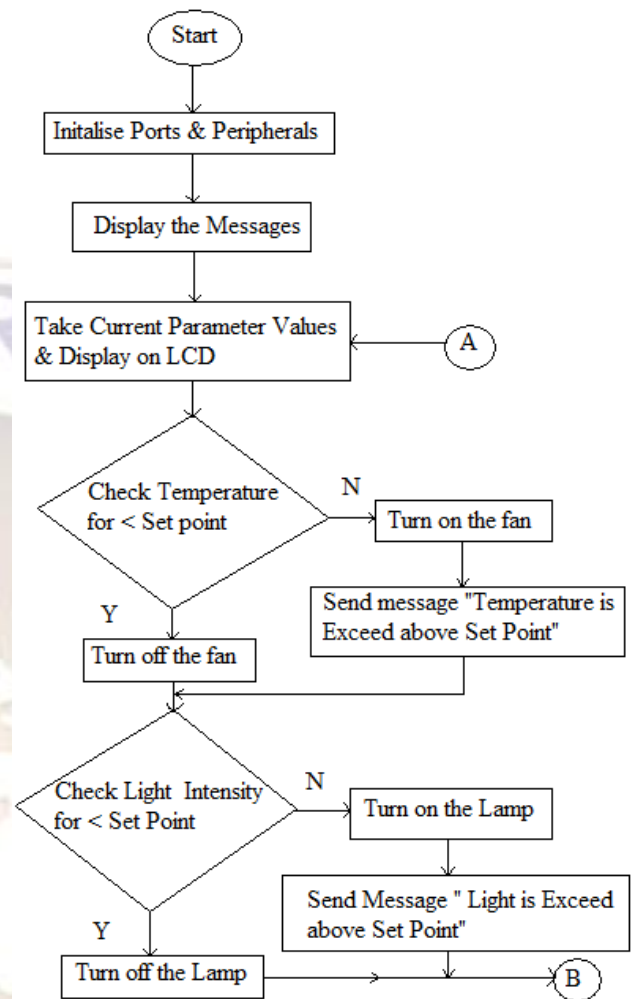 Start
Initalise Ports & Peripherals
Display the Messages
Take Current Parameter Values
& Display on LCD
A
Check Temperature
for < Set point
N
Turn on the fan
Send message "Temperature is
Exceed above Set Point"
Y
Turn off the fan
Check Light Intensity
for < Set Point
N
Turn on the Lamp
Send Message " Light is Exceed
above Set Point"
Y
Turn off the Lamp
B